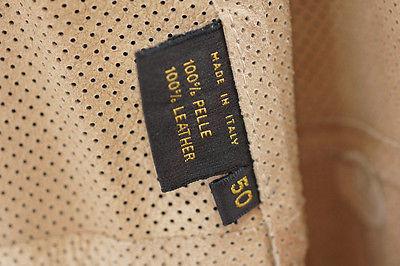 MADE IN ITALY
100% PELLE
100% LEATHER
50